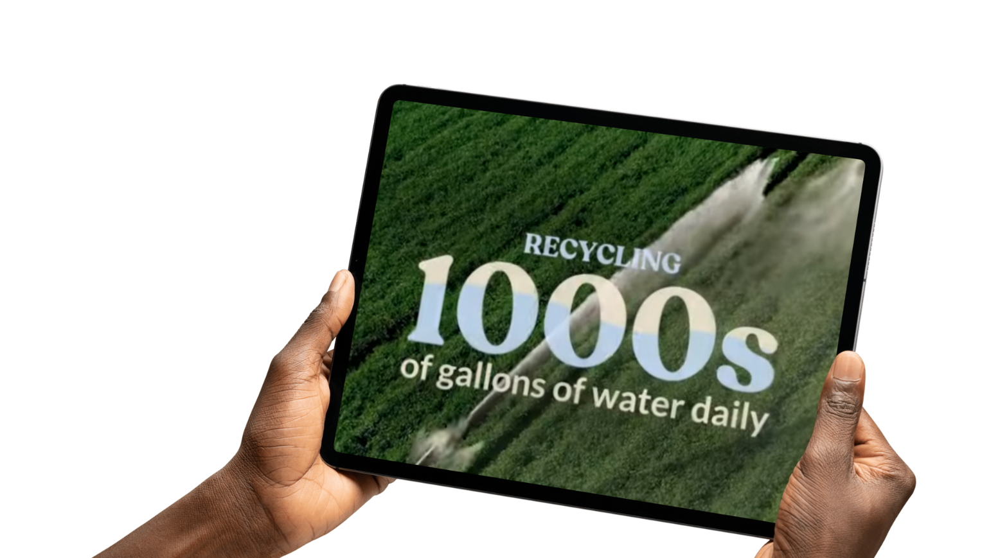 RECYCLING
1000s
of gallons of water daily